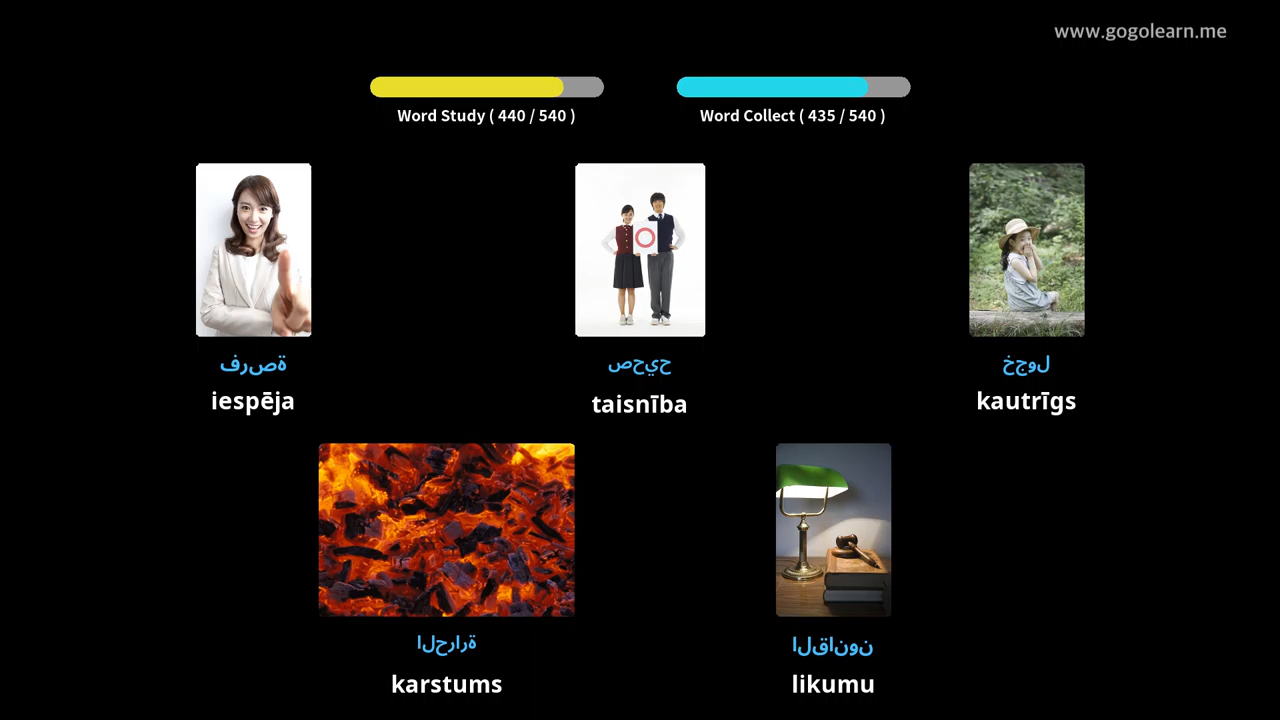 www.gogolearn.me
Word Study ( 440 / 540 )
Word Collect ( 435 / 540 )
فرصة
صحيح
خجول
iespēja
taisnība
kautrīgs
الحرارة
القانون
karstums
likumu